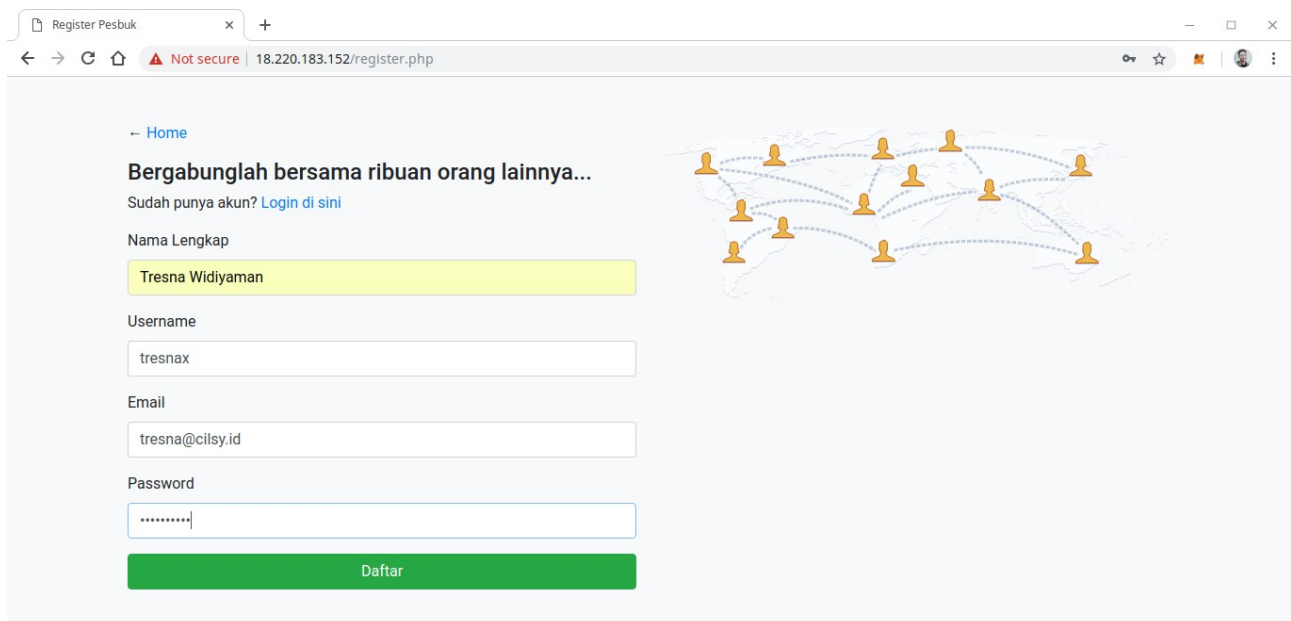 Register Pesbuk
Not secure 18.220.183.152/register.php
← Home
Bergabunglah bersama ribuan orang lainnya...
Sudah punya akun? Login di sini
Nama Lengkap
Tresna Widiyaman
Username
tresnax
Email
tresna@cilsy.id
Password
••••••••••
Daftar